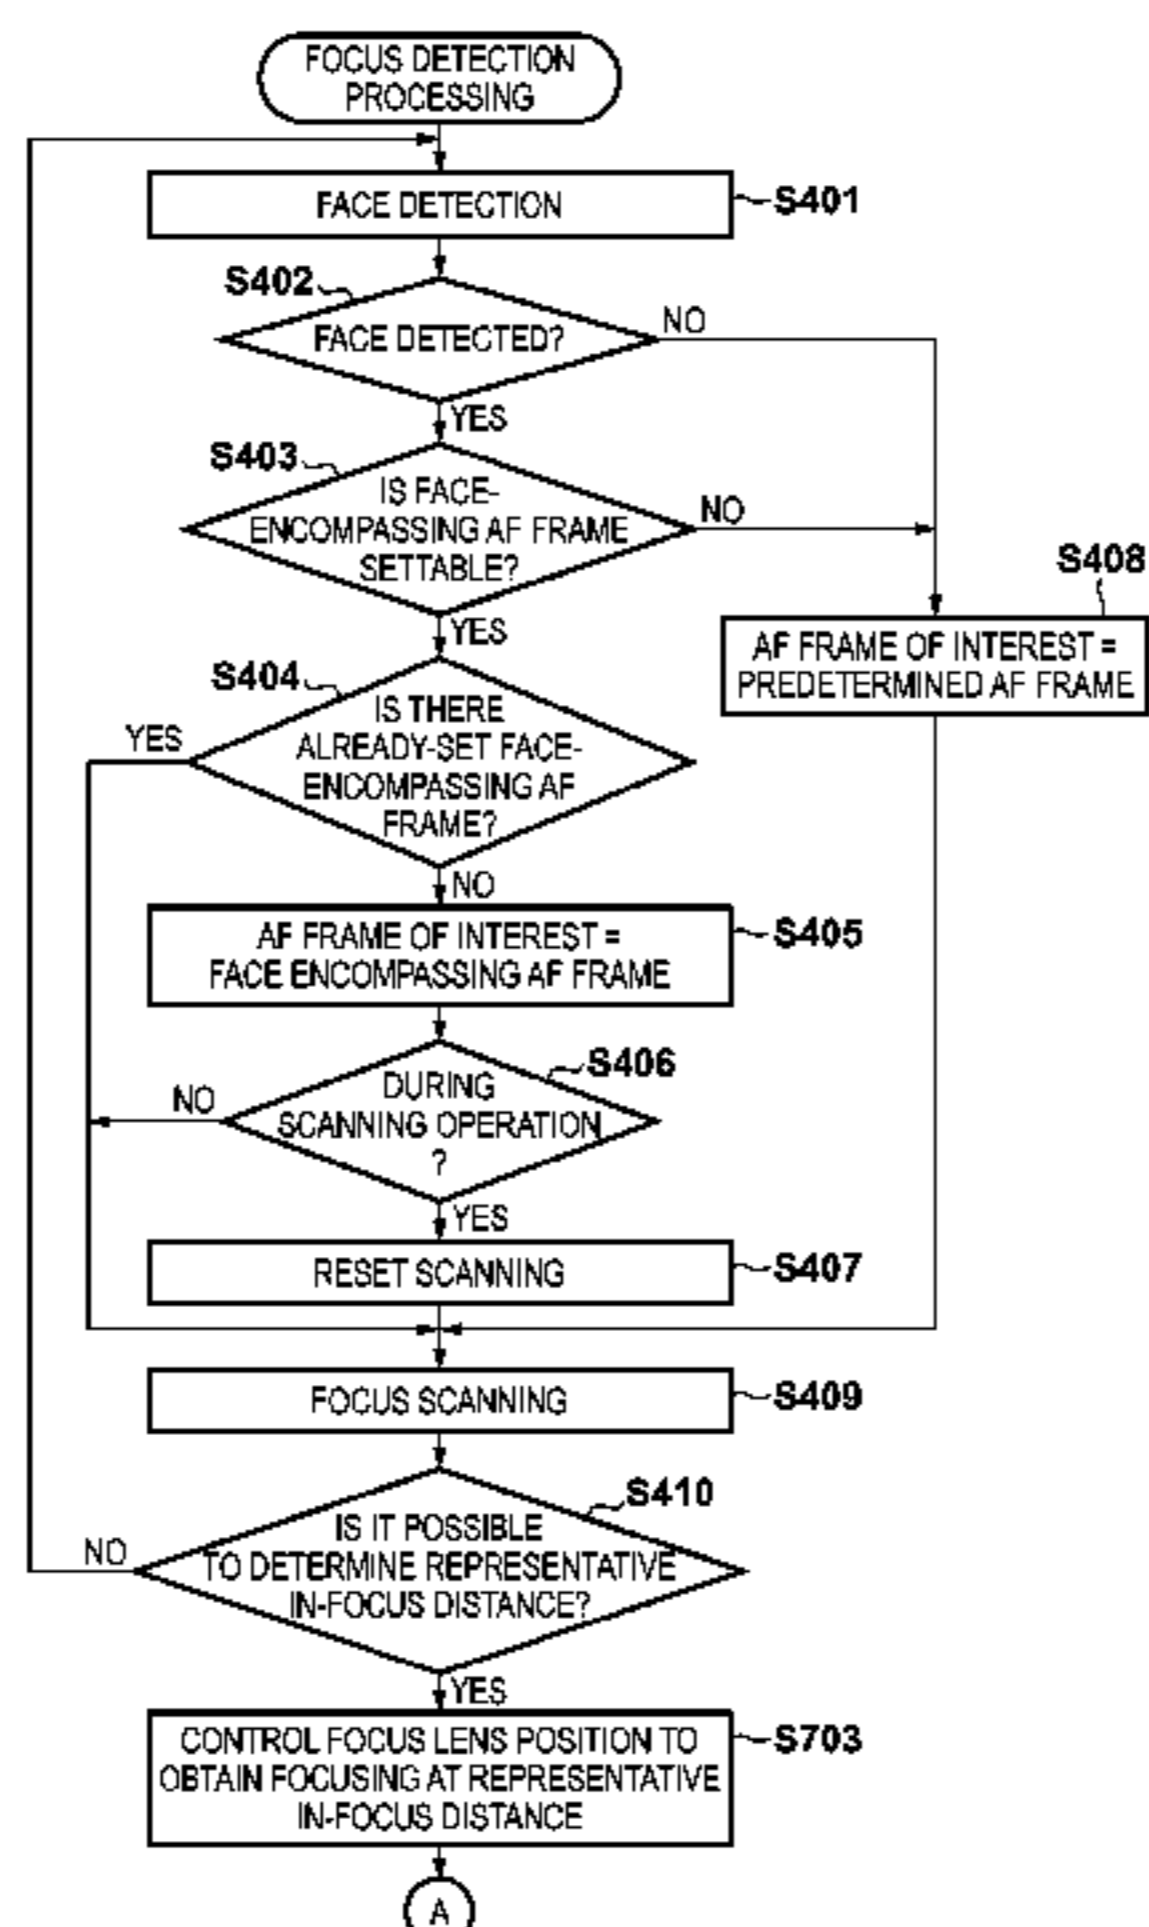 FOCUS DETECTION
PROCESSING
FACE DETECTION
S401
S402
FACE DETECTED?
NO
YES
S403
IS FACE-
ENCOMPASSING AF FRAME
SETTABLE?
NO
YES
S408
AF FRAME OF INTEREST =
PREDETERMINED AF FRAME
S404
IS THERE
ALREADY-SET FACE-
ENCOMPASSING AF
FRAME?
YES
NO
AF FRAME OF INTEREST =
FACE ENCOMPASSING AF FRAME
S405
S406
DURING
SCANNING OPERATION
?
NO
YES
RESET SCANNING
S407
FOCUS SCANNING
S409
S410
IS IT POSSIBLE
TO DETERMINE REPRESENTATIVE
IN-FOCUS DISTANCE?
NO
YES
CONTROL FOCUS LENS POSITION TO
OBTAIN FOCUSING AT REPRESENTATIVE
IN-FOCUS DISTANCE
S703
A